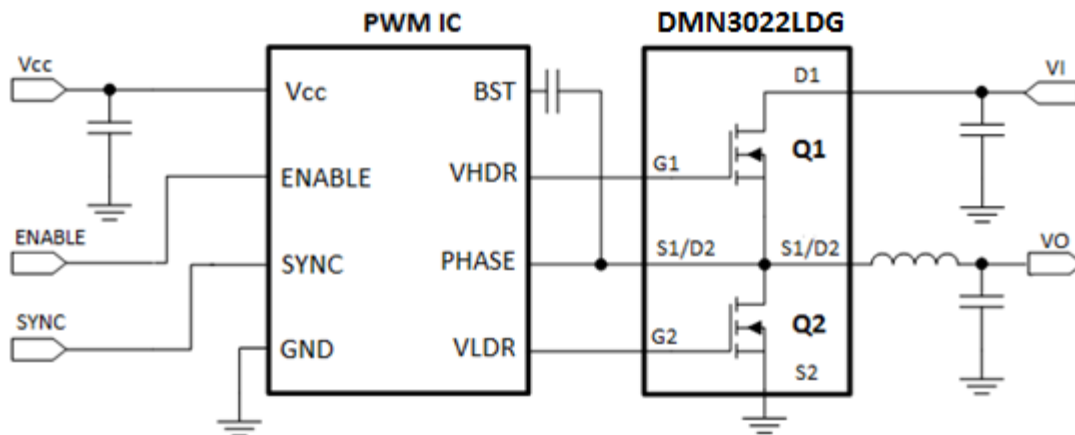 PWM IC
DMN3022LDG
Vcc
Vcc
BST
D1
VI
ENABLE
VHDR
G1
Q1
ENABLE
SYNC
PHASE
S1/D2
S1/D2
VO
SYNC
GND
VLDR
G2
Q2
S2